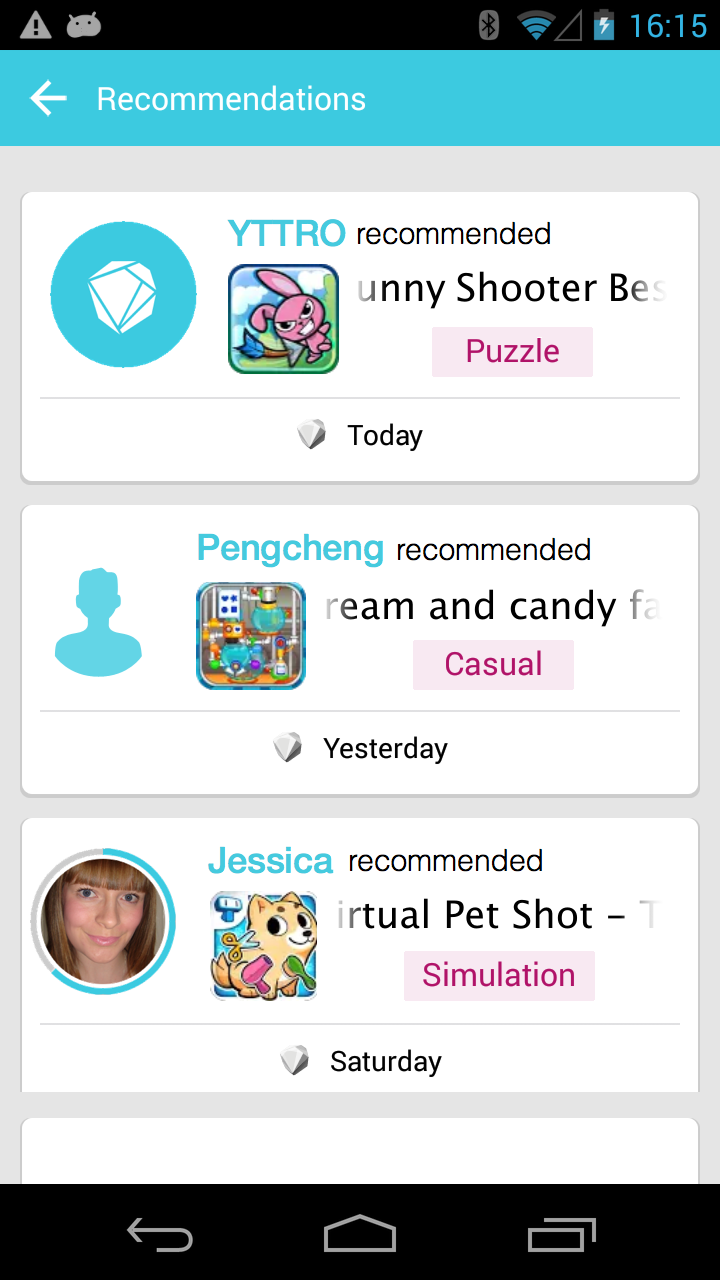 16:15
Recommendations
YTTRO recommended
unny Shooter Bes
Puzzle
Today
Pengcheng recommended
ream and candy fa
Casual
Yesterday
Jessica recommended
irtual Pet Shot – T
Simulation
Saturday